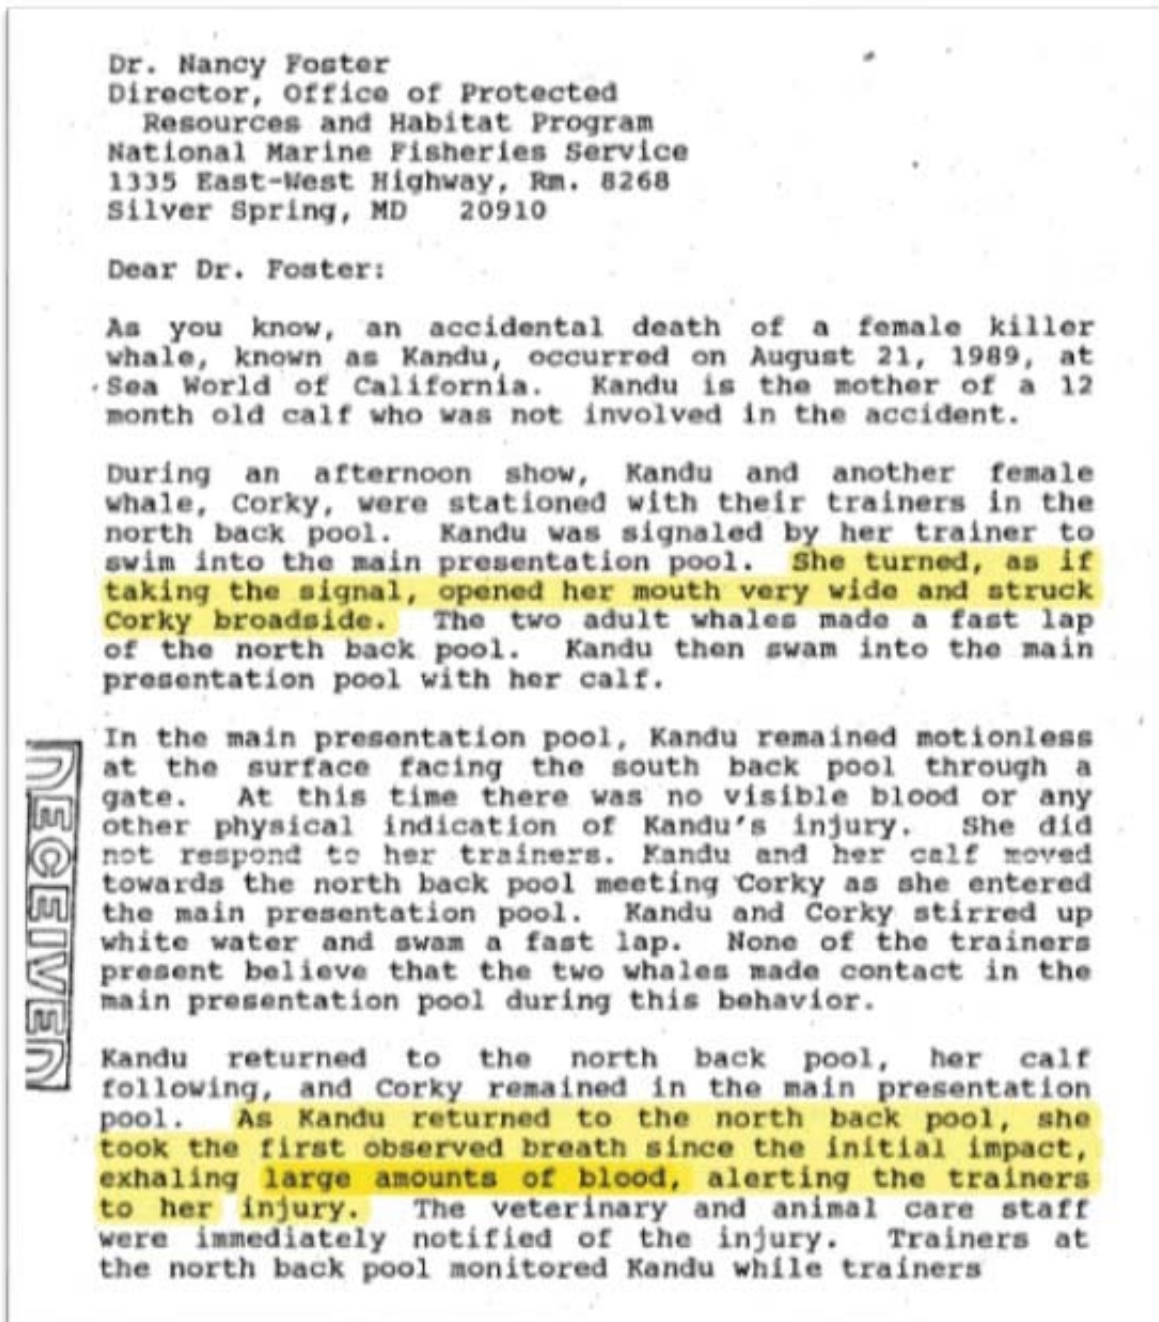 Dr. Nancy Foster
Director, Office of Protected
Resources and Habitat Program
National Marine Fisheries Service
1335 East-West Highway, Rm. 8268
Silver Spring, MD 20910
Dear Dr. Foster:
As you know, an accidental death of a female killer
whale, known as Kandu, occurred on August 21, 1989, at
Sea World of California. Kandu is the mother of a 12
month old calf who was not involved in the accident.
During an afternoon show, Kandu and another female
whale, Corky, were stationed with their trainers in the
north back pool. Kandu was signaled by her trainer to
swim into the main presentation pool. She turned, as if
taking the signal, opened her mouth very wide and struck
Corky broadside. The two adult whales made a fast lap
of the north back pool. Kandu then swam into the main
presentation pool with her calf.
In the main presentation pool, Kandu remained motionless
at the surface facing the south back pool through a
gate. At this time there was no visible blood or any
other physical indication of Kandu's injury. She did
not respond to her trainers. Kandu and her calf moved
towards the north back pool meeting Corky as she entered
the main presentation pool. Kandu and Corky stirred up
white water and swam a fast lap. None of the trainers
present believe that the two whales made contact in the
main presentation pool during this behavior.
Kandu returned to the north back pool, her calf
following, and Corky remained in the main presentation
pool. As Kandu returned to the north back pool, she
took the first observed breath since the initial impact,
exhaling large amounts of blood, alerting the trainers
to her injury. The veterinary and animal care staff
were immediately notified of the injury. Trainers at
the north back pool monitored Kandu while trainers
RECEIVED